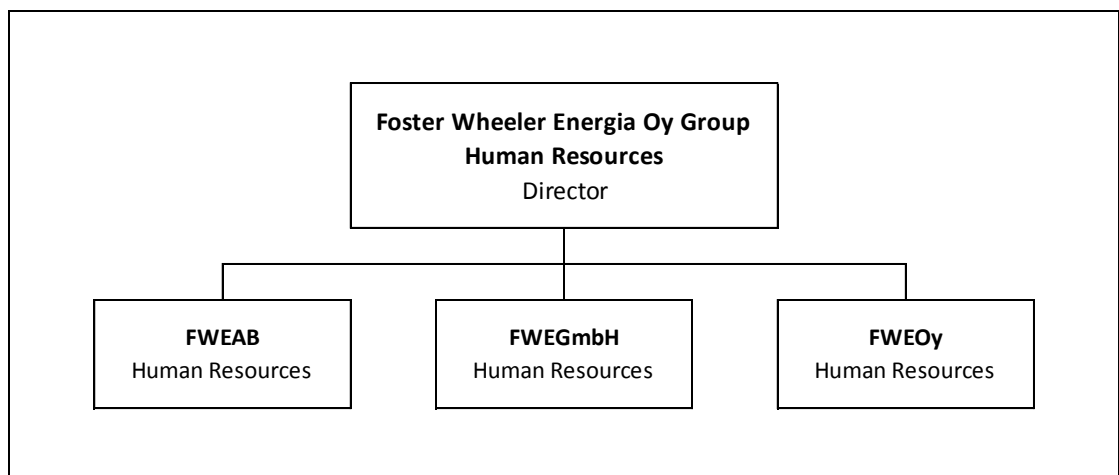 Foster Wheeler Energia Oy Group
Human Resources
Director
FWEAB
Human Resources
FWEGmbH
Human Resources
FWEOy
Human Resources